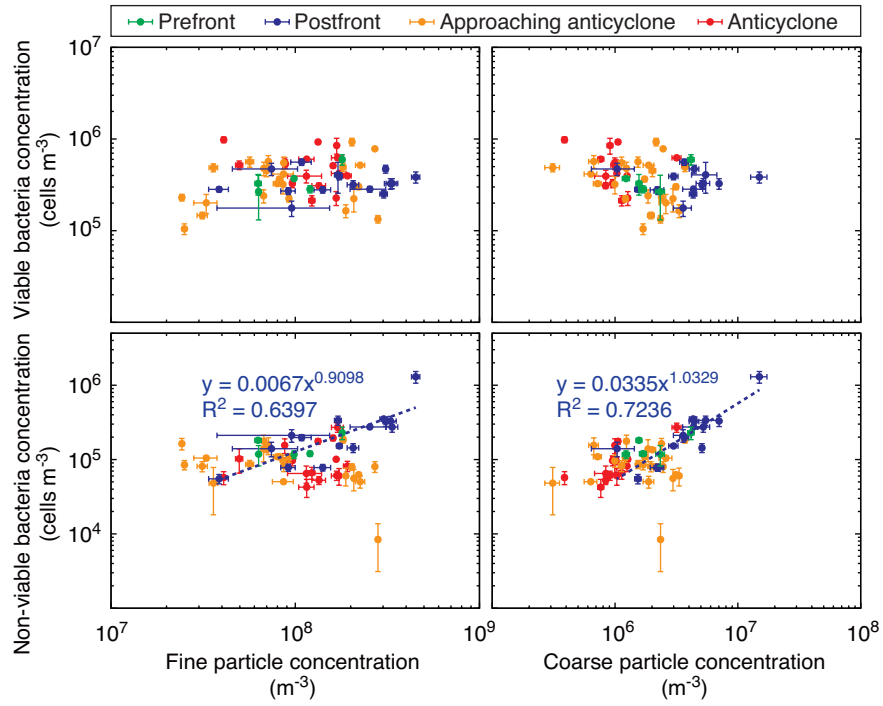 Prefront Postfront Approaching anticyclone Anticyclone
Viable bacteria concentration
(cells m-3)
10^7
10^6
10^5
Non-viable bacteria concentration
(cells m-3)
10^6
10^5
10^4
y = 0.0067x^0.9098
R^2 = 0.6397
y = 0.0335x^1.0329
R^2 = 0.7236
10^7 10^8 10^9 10^6 10^7 10^8
Fine particle concentration
(m-3)
Coarse particle concentration
(m-3)